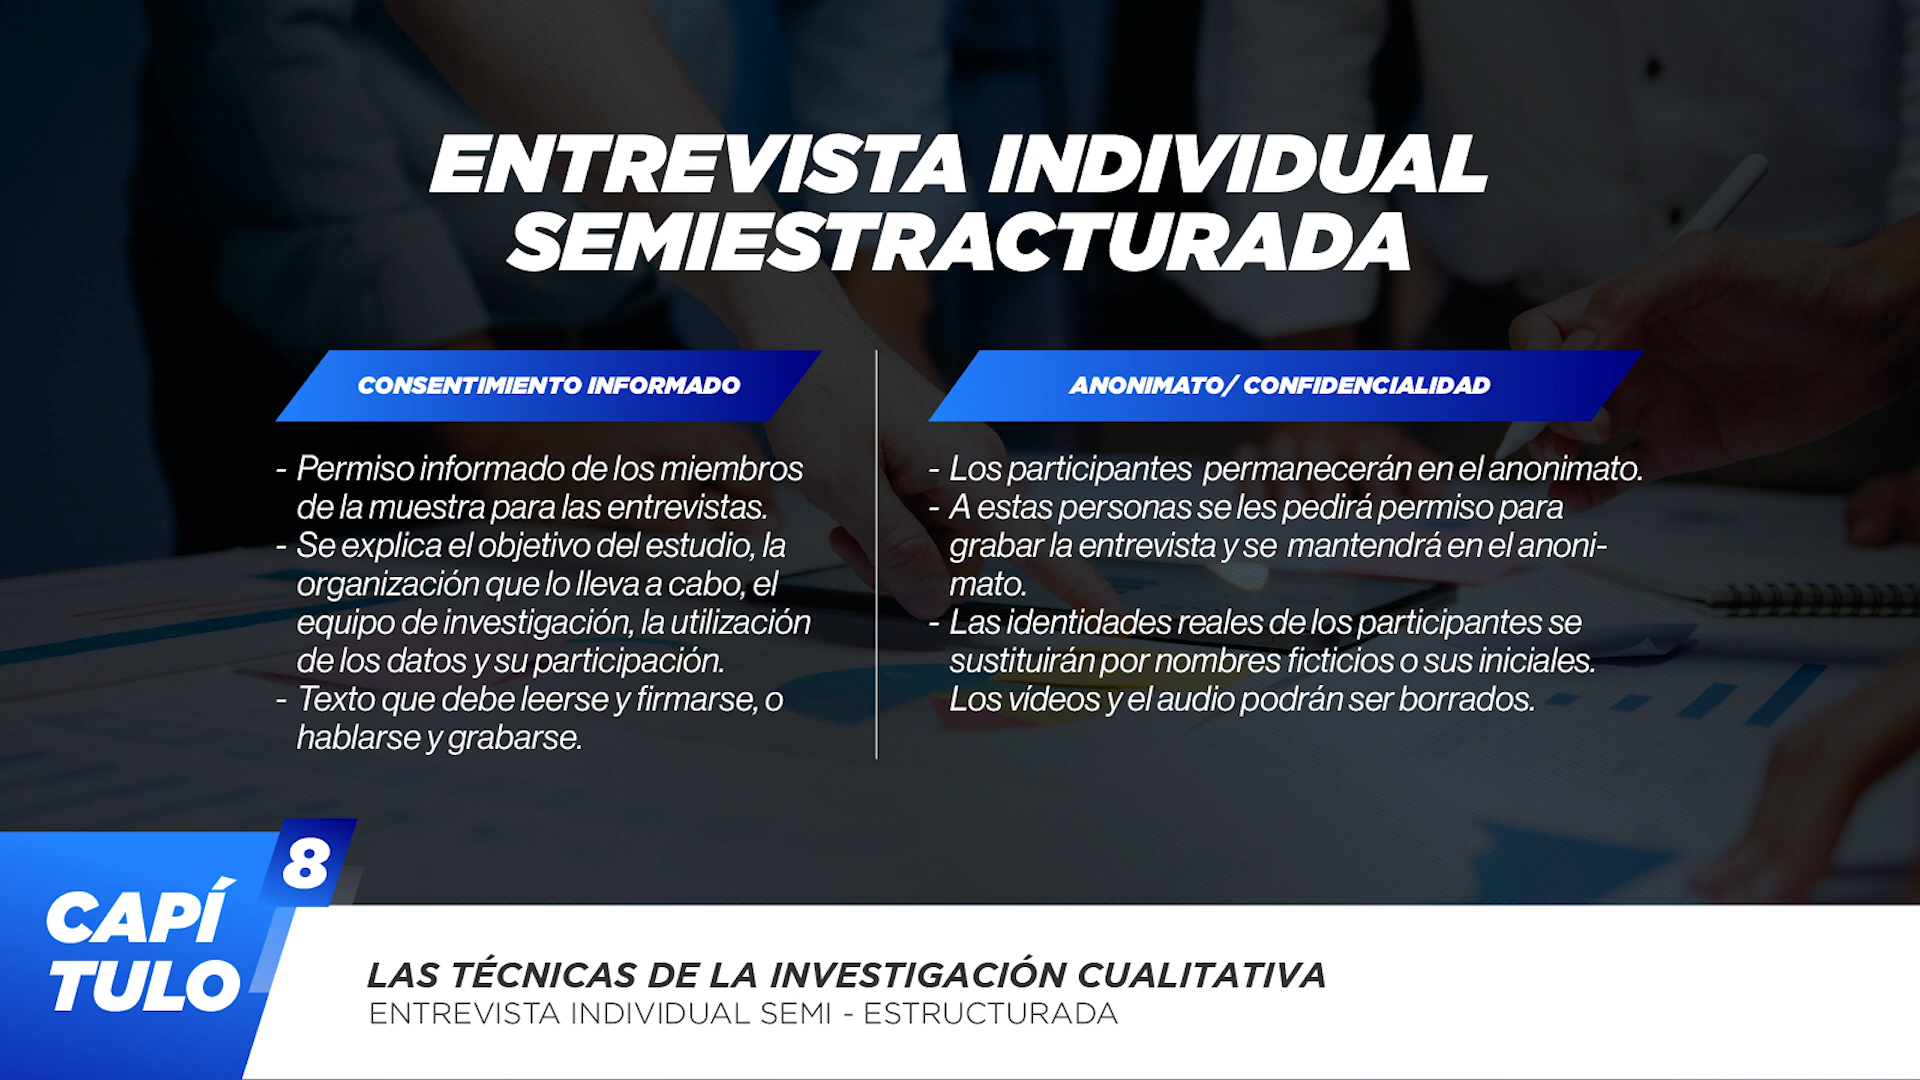 ENTREVISTA INDIVIDUAL
SEMIESTRACTURADA
CONSENTIMIENTO INFORMADO
- Permiso informado de los miembros
de la muestra para las entrevistas.
- Se explica el objetivo del estudio, la
organización que lo lleva a cabo, el
equipo de investigación, la utilización
de los datos y su participación.
- Texto que debe leerse y firmarse, o
hablarse y grabarse.
ANONIMATO/ CONFIDENCIALIDAD
- Los participantes permanecerán en el anonimato.
- A estas personas se les pedirá permiso para
grabar la entrevista y se mantendrá en el anoni-
mato.
- Las identidades reales de los participantes se
sustituirán por nombres ficticios o sus iniciales.
Los vídeos y el audio podrán ser borrados.
8
CAPÍ
TULO
LAS TÉCNICAS DE LA INVESTIGACIÓN CUALITATIVA
ENTREVISTA INDIVIDUAL SEMI - ESTRUCTURADA